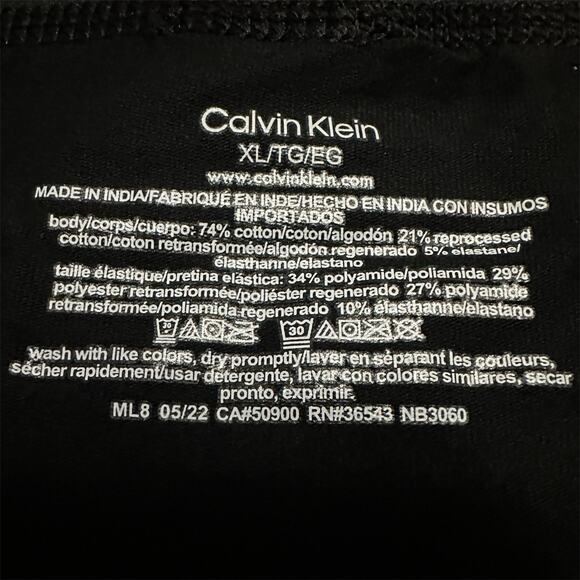 Calvin Klein
XL/TG/EG
www.calvinklein.com
MADE IN INDIA/FABRIQUÉ EN INDE/HECHO EN INDIA CON INSUMOS
IMPORTADOS
body/corps/cuerpo: 74% cotton/coton/algodón 21% reprocessed
cotton/coton retransformée/algodón regenerado 5% elastane/
élasthanne/elastano
taille élastique/pretina elástica: 34% polyamide/poliamida 29%
polyester retransformée/poliéster regenerado 27% polyamide
retransformée/poliamida regenerado 10% élasthanne/elastano
30 30
wash with like colors, dry promptly/laver en séparant les couleurs,
sécher rapidement/usar detergente, lavar con colores similares, secar
pronto, exprimir.
ML8 05/22 CA#50900 RN#36543 NB3060